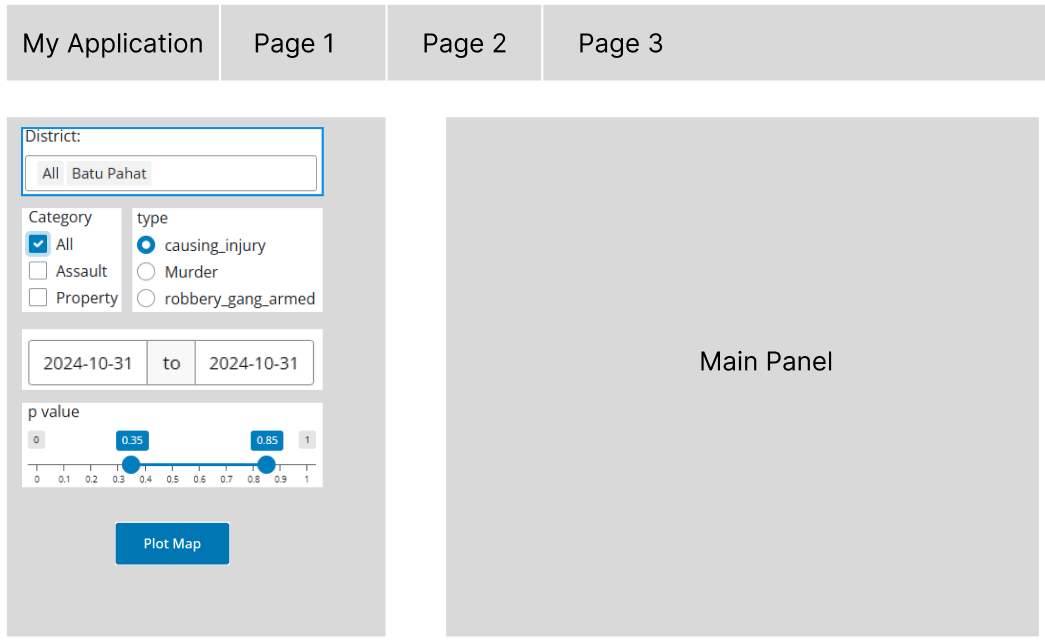 My Application Page 1 Page 2 Page 3
District:
All Batu Pahat
Category
All
Assault
Property
type
causing_injury
Murder
robbery_gang_armed
2024-10-31 to 2024-10-31
p value
0 0.35 0.85 1
0 0.1 0.2 0.3 0.4 0.5 0.6 0.7 0.8 0.9 1
Plot Map
Main Panel